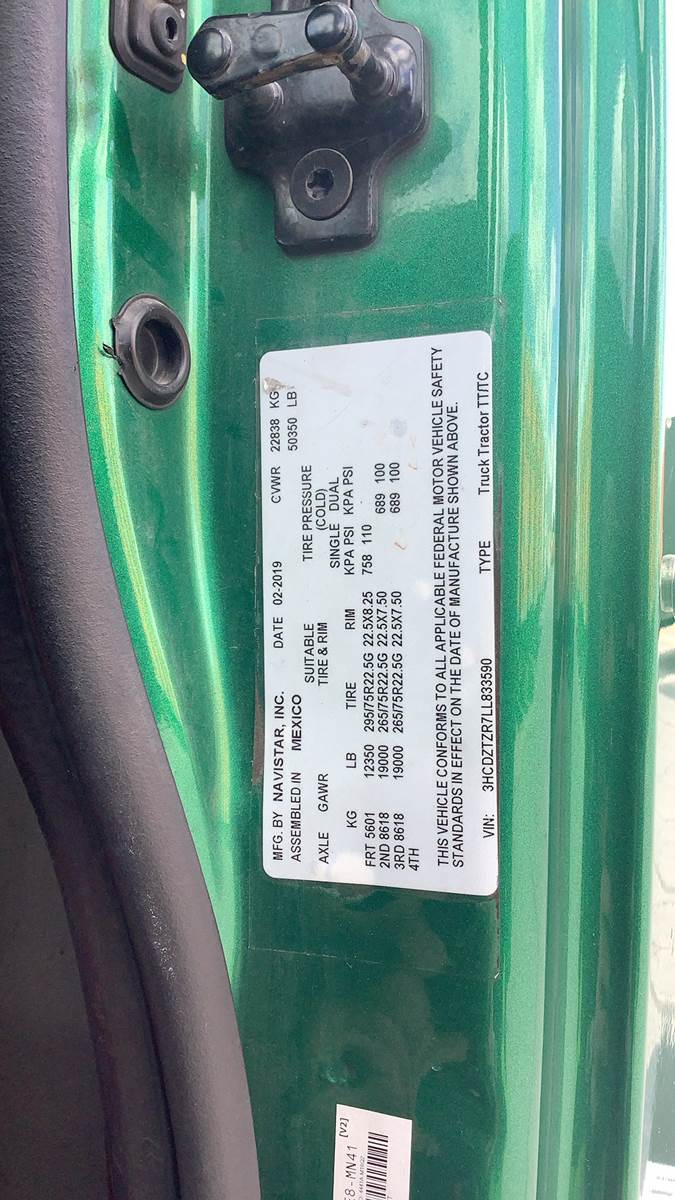 MFG. BY NAVISTAR, INC. DATE 02-2019 CVWR 22838 KG
ASSEMBLED IN MEXICO 50350 LB
SUITABLE TIRE PRESSURE
AXLE GAWR TIRE & RIM (COLD)
SINGLE DUAL
KG LB TIRE RIM KPA PSI KPA PSI
FRT 5601 12350 295/75R22.5G 22.5X8.25 758 110
2ND 8618 19000 265/75R22.5G 22.5X7.50 689 100
3RD 8618 19000 265/75R22.5G 22.5X7.50 689 100
4TH
THIS VEHICLE CONFORMS TO ALL APPLICABLE FEDERAL MOTOR VEHICLE SAFETY
STANDARDS IN EFFECT ON THE DATE OF MANUFACTURE SHOWN ABOVE.
VIN: 3HCDZTZR7LL833590 TYPE Truck Tractor TT/TC
[V2]
8-MN41